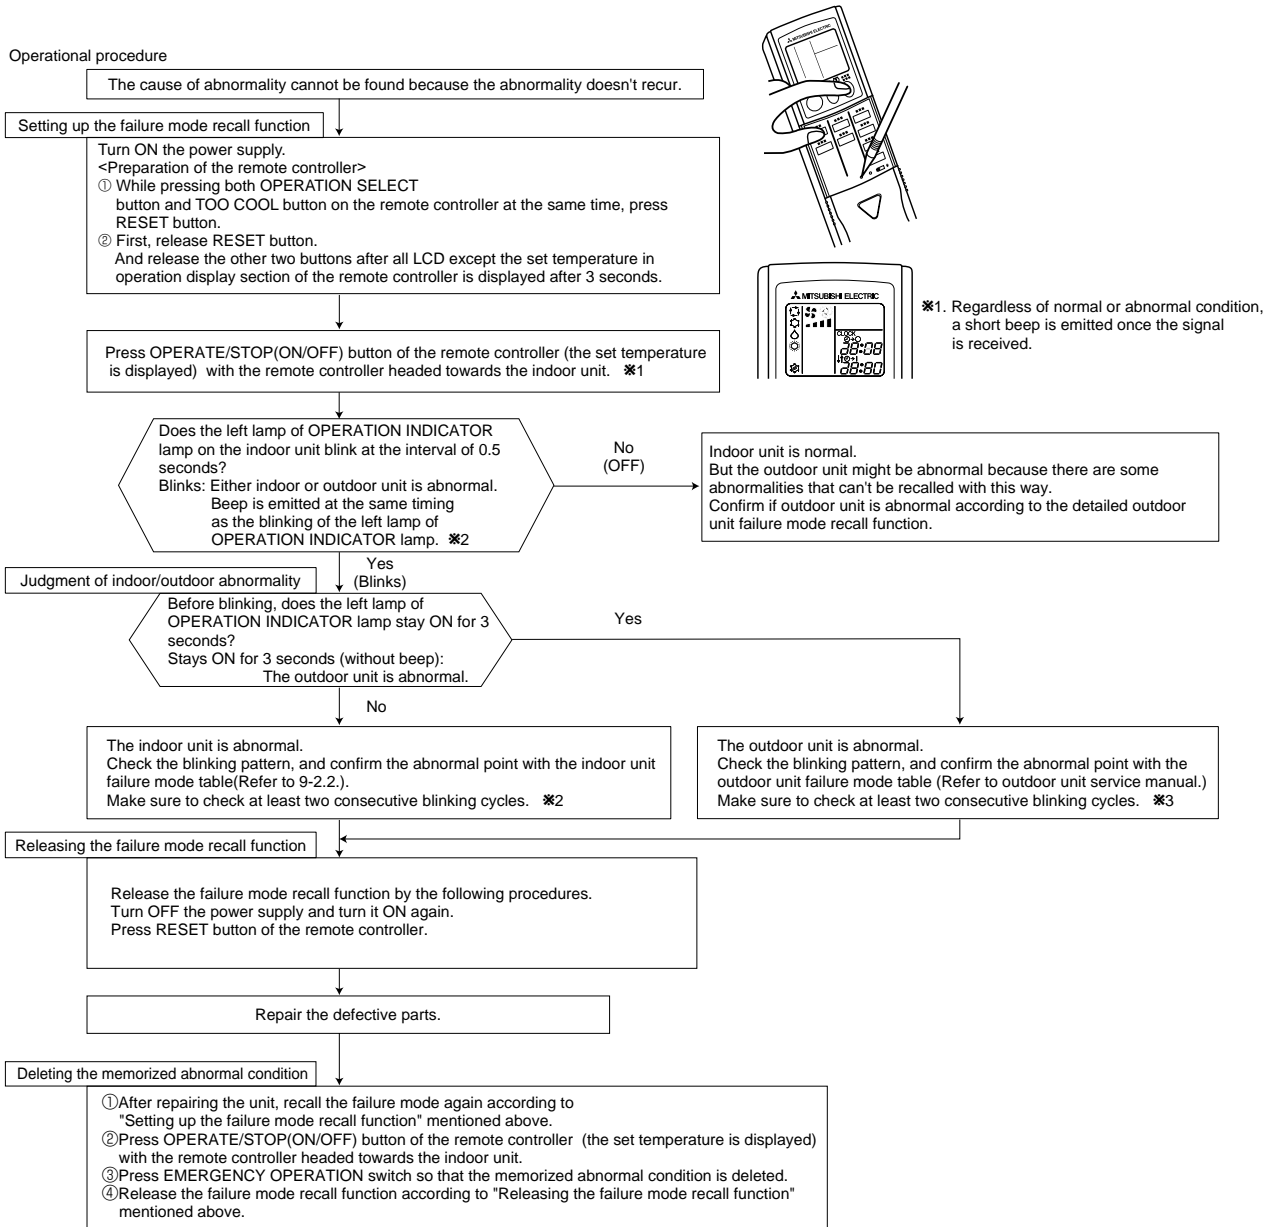 MITSUBISHI ELECTRIC
Operational procedure
The cause of abnormality cannot be found because the abnormality doesn't recur.
Setting up the failure mode recall function
Turn ON the power supply.
<Preparation of the remote controller>
① While pressing both OPERATION SELECT
button and TOO COOL button on the remote controller at the same time, press
RESET button.
② First, release RESET button.
And release the other two buttons after all LCD except the set temperature in
operation display section of the remote controller is displayed after 3 seconds.
MITSUBISHI ELECTRIC
CLOCK
28:08
28:80
※1. Regardless of normal or abnormal condition,
a short beep is emitted once the signal
is received.
Press OPERATE/STOP(ON/OFF) button of the remote controller (the set temperature
is displayed) with the remote controller headed towards the indoor unit. ※1
Does the left lamp of OPERATION INDICATOR
lamp on the indoor unit blink at the interval of 0.5
seconds?
Blinks: Either indoor or outdoor unit is abnormal.
Beep is emitted at the same timing
as the blinking of the left lamp of
OPERATION INDICATOR lamp. ※2
No
(OFF)
Indoor unit is normal.
But the outdoor unit might be abnormal because there are some
abnormalities that can't be recalled with this way.
Confirm if outdoor unit is abnormal according to the detailed outdoor
unit failure mode recall function.
Yes
(Blinks)
Judgment of indoor/outdoor abnormality
Before blinking, does the left lamp of
OPERATION INDICATOR lamp stay ON for 3
seconds?
Stays ON for 3 seconds (without beep):
The outdoor unit is abnormal.
Yes
No
The indoor unit is abnormal.
Check the blinking pattern, and confirm the abnormal point with the indoor unit
failure mode table(Refer to 9-2.2.).
Make sure to check at least two consecutive blinking cycles. ※2
The outdoor unit is abnormal.
Check the blinking pattern, and confirm the abnormal point with the
outdoor unit failure mode table (Refer to outdoor unit service manual.)
Make sure to check at least two consecutive blinking cycles. ※3
Releasing the failure mode recall function
Release the failure mode recall function by the following procedures.
Turn OFF the power supply and turn it ON again.
Press RESET button of the remote controller.
Repair the defective parts.
Deleting the memorized abnormal condition
①After repairing the unit, recall the failure mode again according to
"Setting up the failure mode recall function" mentioned above.
②Press OPERATE/STOP(ON/OFF) button of the remote controller (the set temperature is displayed)
with the remote controller headed towards the indoor unit.
③Press EMERGENCY OPERATION switch so that the memorized abnormal condition is deleted.
④Release the failure mode recall function according to "Releasing the failure mode recall function"
mentioned above.